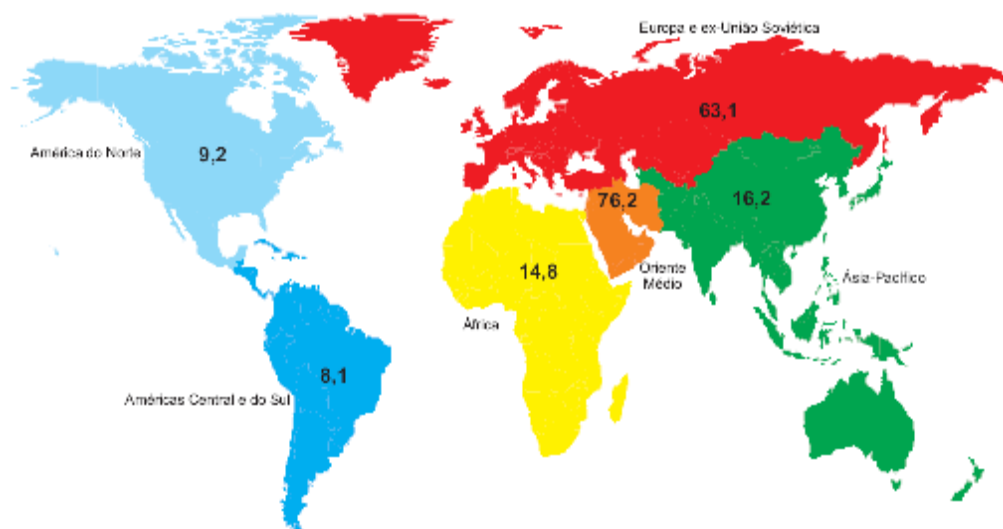 Europa e ex-União Soviética
63,1
América do Norte
9,2
76,2
16,2
14,8
Oriente
Médio
Ásia-Pacífico
África
8,1
Américas Central e do Sul